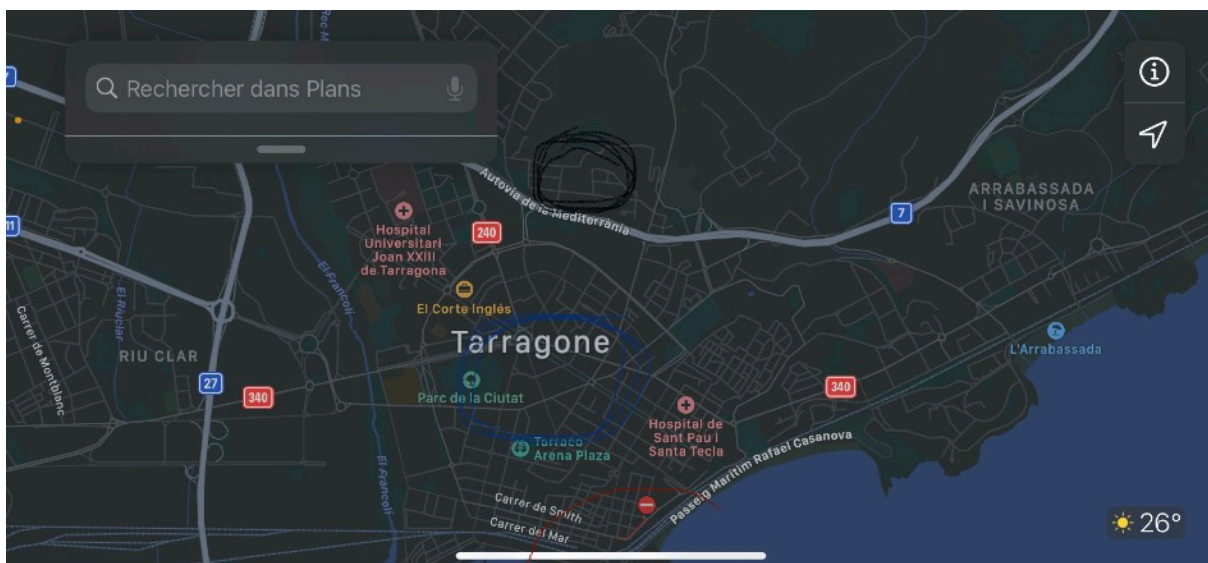 Rechercher dans Plans
Autovia de la Mediterrània
ARRABASSADA
I SAVINOSA
7
11
Hospital
Universitari
Joan XXIII
de Tarragona
240
El Francolí
El Corte Inglés
El Riuclar
Tarragone
L'Arrabassada
Carrer de Montblanc
RIU CLAR
27
340
Parc de la Ciutat
340
Hospital de
Sant Pau i
Santa Tecla
Tarraco
Arena Plaza
Passeig Marítim Rafael Casanova
El Francolí
Carrer de Smith
Carrer del Mar
26°